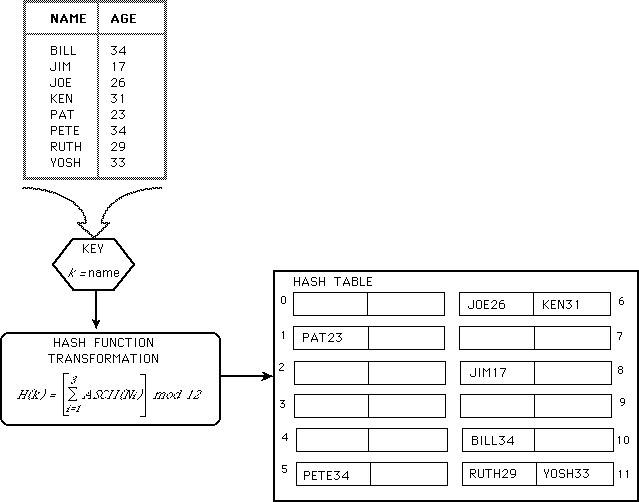 NAME AGE
BILL 34
JIM 17
JOE 26
KEN 31
PAT 23
PETE 34
RUTH 29
YOSH 33
KEY
k = name
HASH FUNCTION
TRANSFORMATION
H(k) = [ 3 Σ i=1 ASCII(Ni) ] mod 12
HASH TABLE
0 JOE26 KEN31 6
1 PAT23 7
2 JIM17 8
3 9
4 BILL34 10
5 PETE34 RUTH29 YOSH33 11